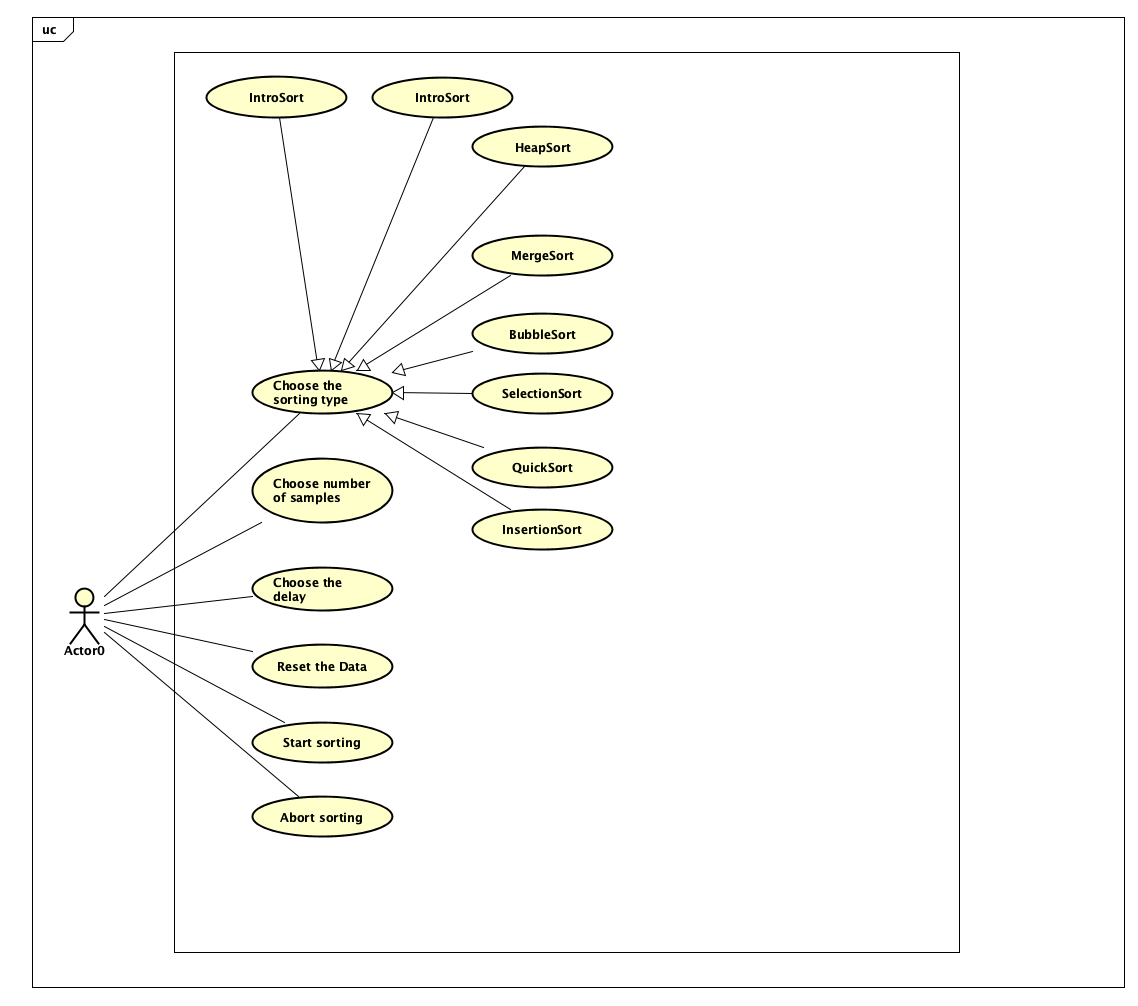 uc
IntroSort
IntroSort
HeapSort
MergeSort
BubbleSort
Choose the
sorting type
SelectionSort
QuickSort
Choose number
of samples
InsertionSort
Choose the
delay
Actor0
Reset the Data
Start sorting
Abort sorting